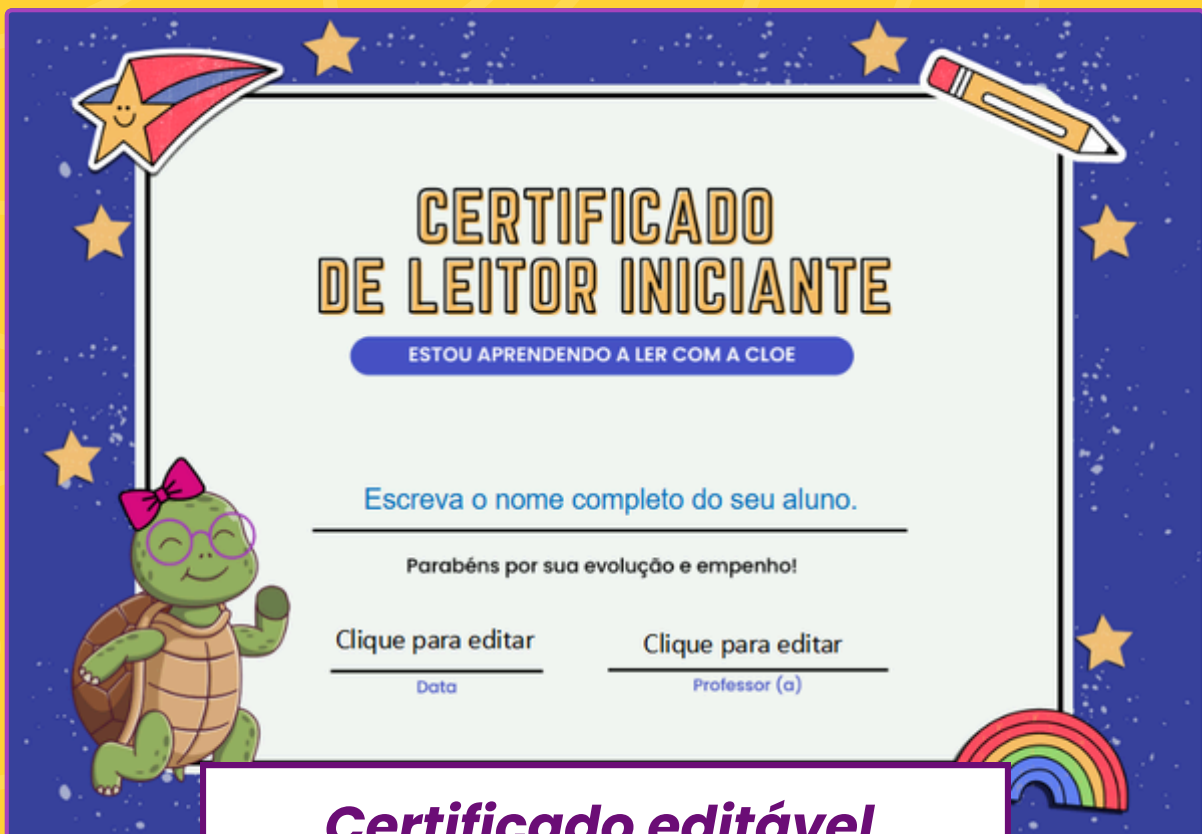 CERTIFICADO
DE LEITOR INICIANTE
ESTOU APRENDENDO A LER COM A CLOE
Escreva o nome completo do seu aluno.
Parabéns por sua evolução e empenho!
Clique para editar
Clique para editar
Data
Professor (a)
Certificado editável